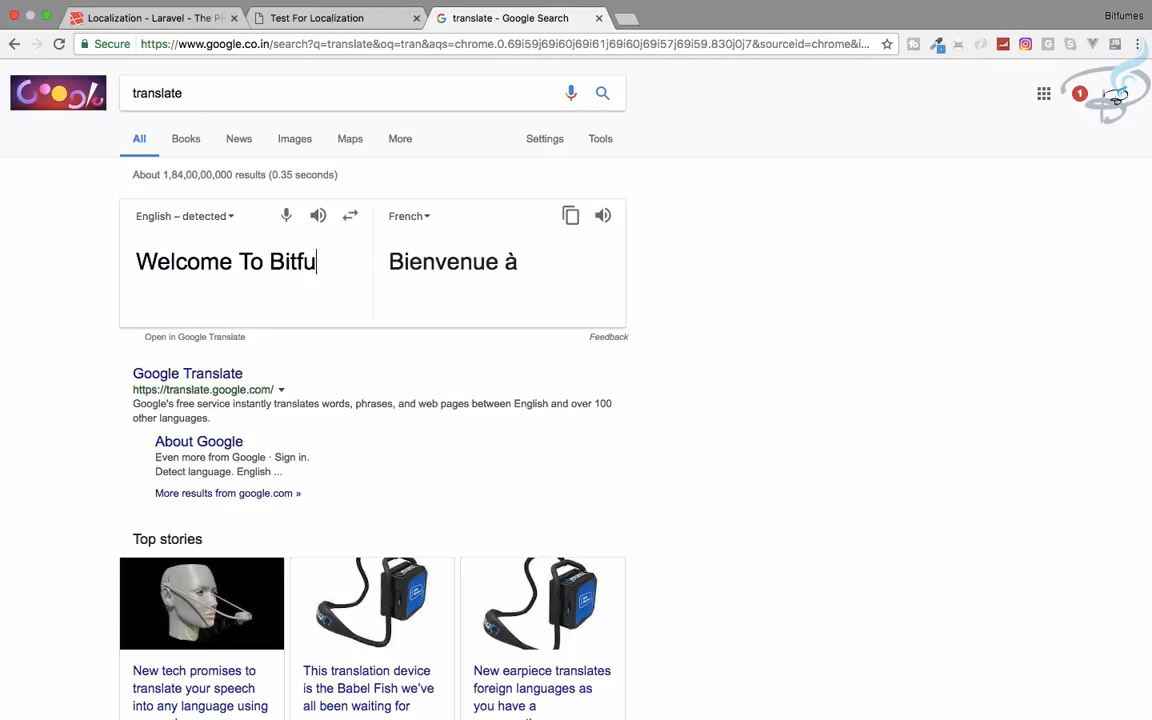 Localization - Laravel - The P
Test For Localization
translate - Google Search
Bitfumes
Secure
https://www.google.co.in/search?q=translate&oq=tran&aqs=chrome.0.69i59j69i60j69i61j69i60j69i57j69i59.830j0j7&sourceid=chrome&i...
translate
1
All
Books
News
Images
Maps
More
Settings
Tools
About 1,84,00,00,000 results (0.35 seconds)
English – detected
French
Welcome To Bitfu
Bienvenue à
Open in Google Translate
Feedback
Google Translate
https://translate.google.com/
Google's free service instantly translates words, phrases, and web pages between English and over 100
other languages.
About Google
Even more from Google · Sign in.
Detect language. English ...
More results from google.com »
Top stories
New tech promises to
translate your speech
into any language using
This translation device
is the Babel Fish we've
all been waiting for
New earpiece translates
foreign languages as
you have a